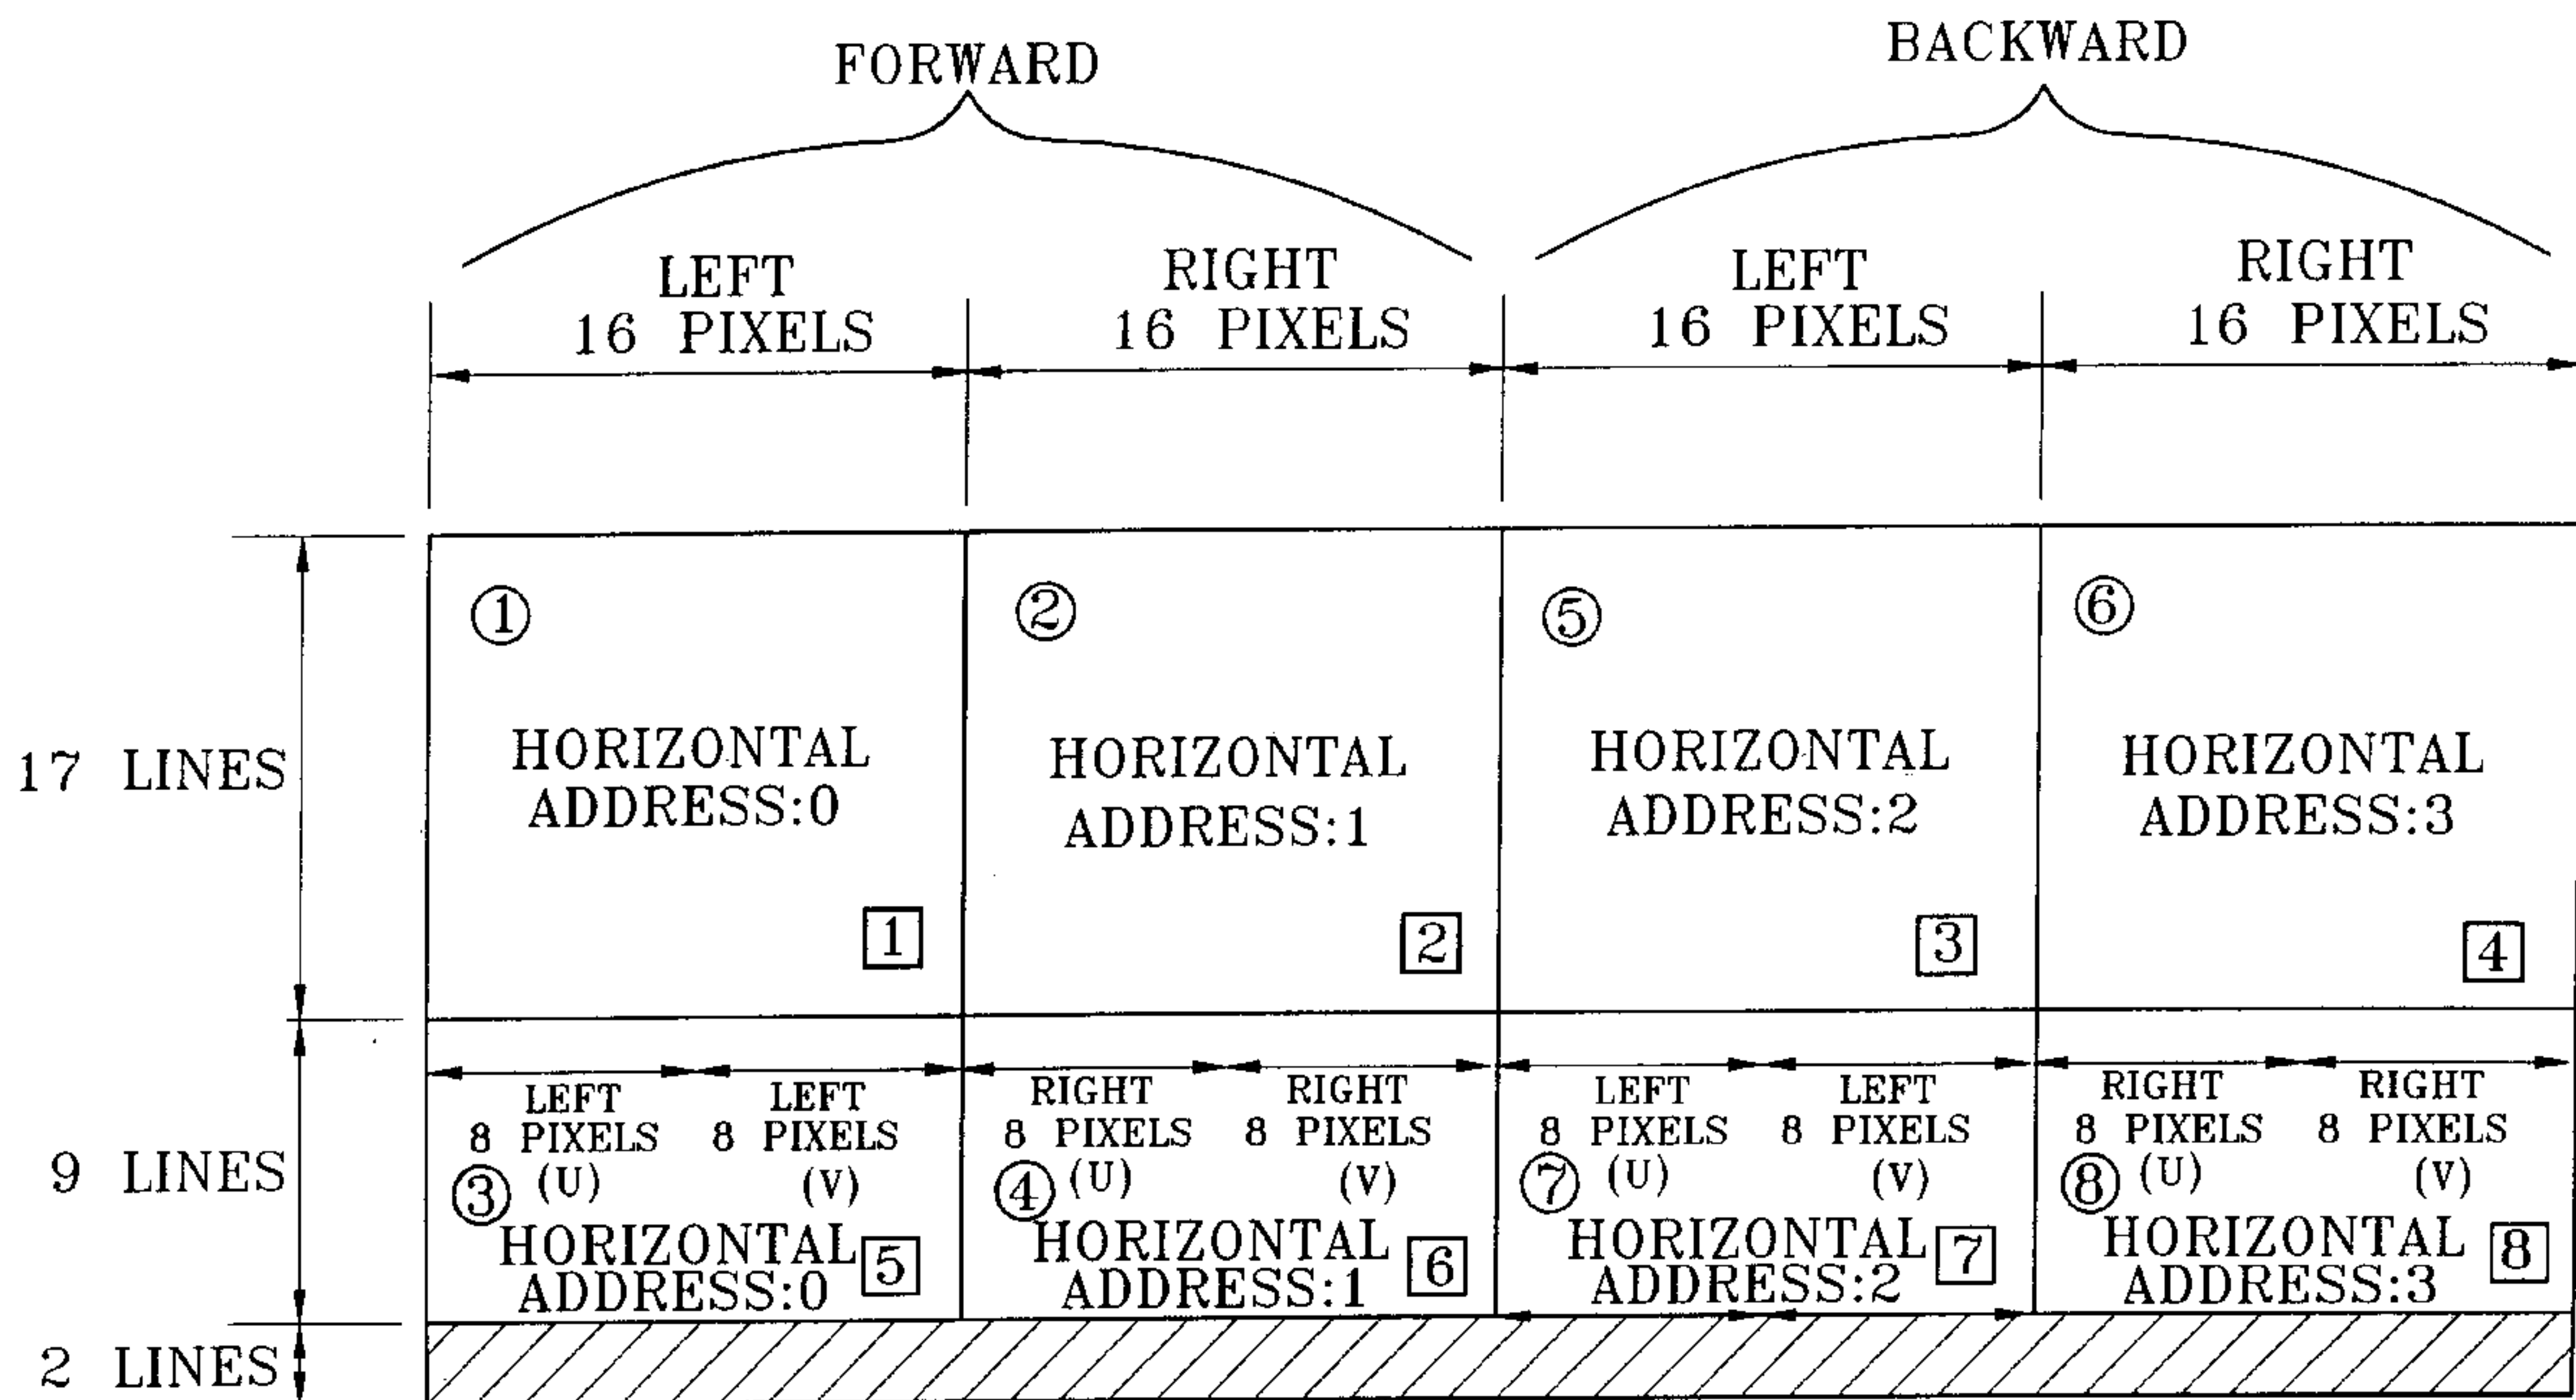 FORWARD
BACKWARD
LEFT
16 PIXELS
RIGHT
16 PIXELS
LEFT
16 PIXELS
RIGHT
16 PIXELS
17 LINES
①
HORIZONTAL
ADDRESS:0
1
②
HORIZONTAL
ADDRESS:1
2
⑤
HORIZONTAL
ADDRESS:2
3
⑥
HORIZONTAL
ADDRESS:3
4
9 LINES
LEFT
8 PIXELS
(U)
LEFT
8 PIXELS
(V)
③
HORIZONTAL
ADDRESS:0
5
RIGHT
8 PIXELS
(U)
RIGHT
8 PIXELS
(V)
④
HORIZONTAL
ADDRESS:1
6
LEFT
8 PIXELS
(U)
LEFT
8 PIXELS
(V)
⑦
HORIZONTAL
ADDRESS:2
7
RIGHT
8 PIXELS
(U)
RIGHT
8 PIXELS
(V)
⑧
HORIZONTAL
ADDRESS:3
8
2 LINES